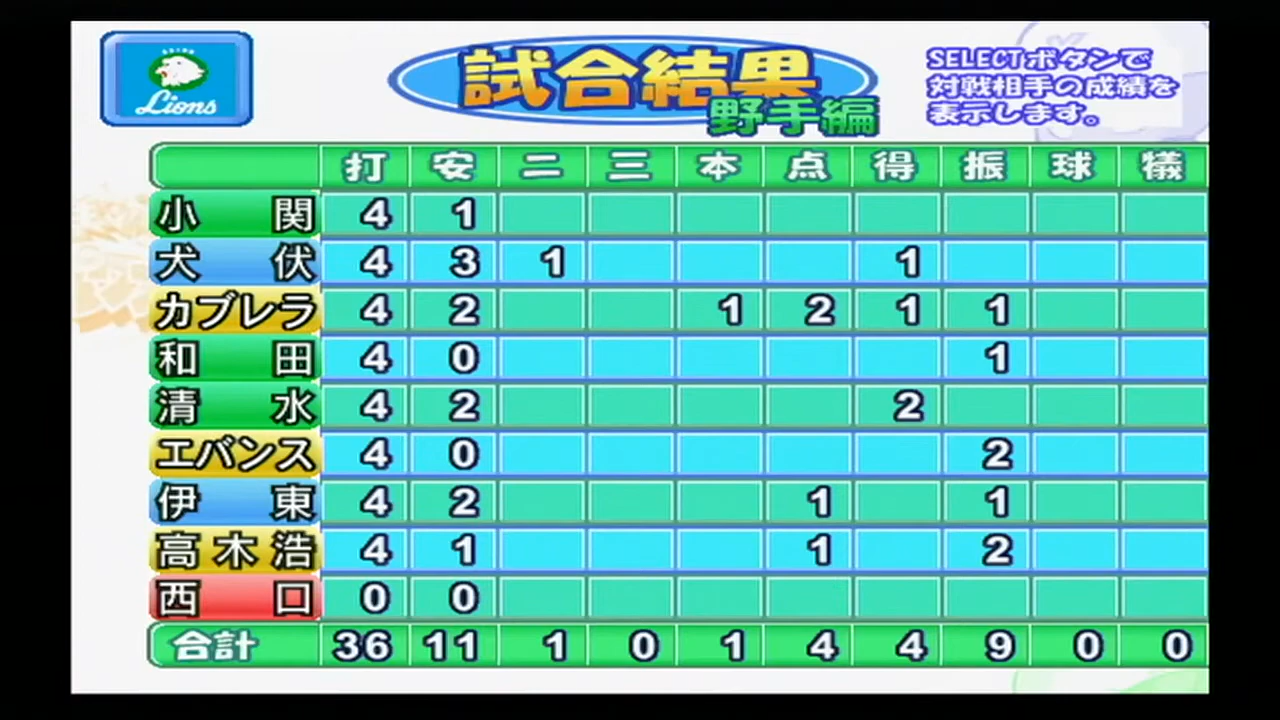 SEIBU
Lions
試合結果
野手編
SELECTボタンで
対戦相手の成績を
表示します。
打 安 二 三 本 点 得 振 球 犠
小関 4 1
犬伏 4 3 1 1
カブレラ 4 2 1 2 1 1
和田 4 0 1
清水 4 2 2
エバンス 4 0 2
伊東 4 2 1 1
高木浩 4 1 1 2
西口 0 0
合計 36 11 1 0 1 4 4 9 0 0